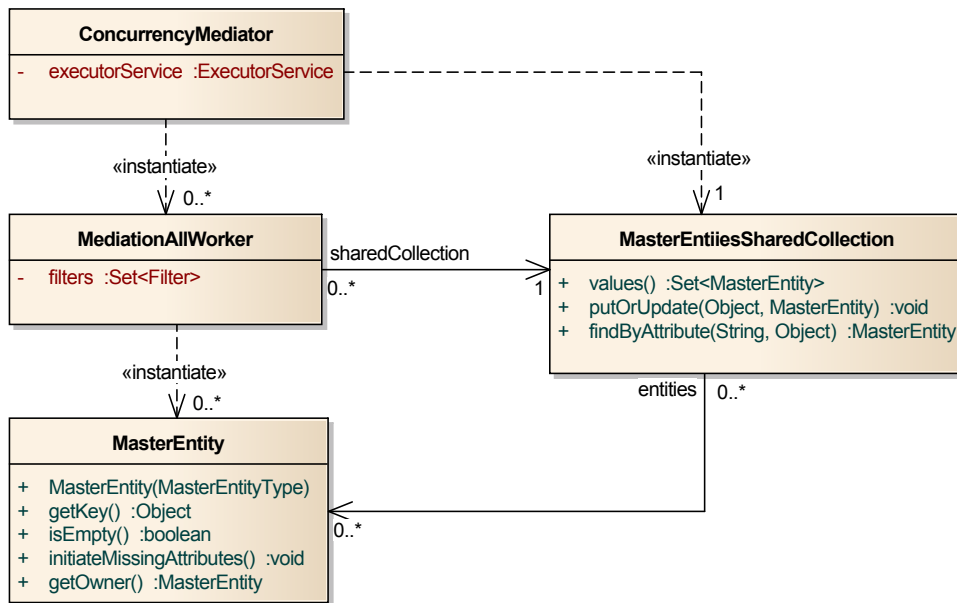 ConcurrencyMediator
- executorService :ExecutorService
«instantiate»
0..*
«instantiate»
1
MediationAllWorker
- filters :Set<Filter>
sharedCollection
0..*
1
MasterEntiiesSharedCollection
+ values() :Set<MasterEntity>
+ putOrUpdate(Object, MasterEntity) :void
+ findByAttribute(String, Object) :MasterEntity
«instantiate»
0..*
entities
0..*
MasterEntity
+ MasterEntity(MasterEntityType)
+ getKey() :Object
+ isEmpty() :boolean
+ initiateMissingAttributes() :void
+ getOwner() :MasterEntity
0..*